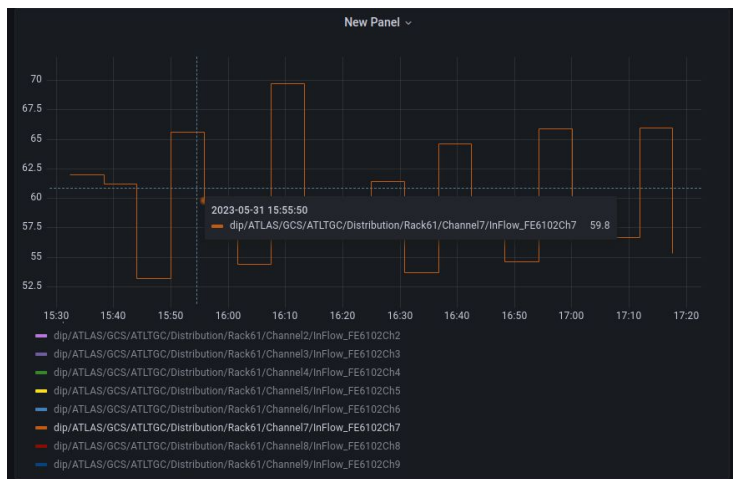 New Panel
70
67.5
65
62.5
60
57.5
55
52.5
2023-05-31 15:55:50
dip/ATLAS/GCS/ATLTGC/Distribution/Rack61/Channel7/InFlow_FE6102Ch7 59.8
15:30 15:40 15:50 16:00 16:10 16:20 16:30 16:40 16:50 17:00 17:10 17:20
dip/ATLAS/GCS/ATLTGC/Distribution/Rack61/Channel2/InFlow_FE6102Ch2
dip/ATLAS/GCS/ATLTGC/Distribution/Rack61/Channel3/InFlow_FE6102Ch3
dip/ATLAS/GCS/ATLTGC/Distribution/Rack61/Channel4/InFlow_FE6102Ch4
dip/ATLAS/GCS/ATLTGC/Distribution/Rack61/Channel5/InFlow_FE6102Ch5
dip/ATLAS/GCS/ATLTGC/Distribution/Rack61/Channel6/InFlow_FE6102Ch6
dip/ATLAS/GCS/ATLTGC/Distribution/Rack61/Channel7/InFlow_FE6102Ch7
dip/ATLAS/GCS/ATLTGC/Distribution/Rack61/Channel8/InFlow_FE6102Ch8
dip/ATLAS/GCS/ATLTGC/Distribution/Rack61/Channel9/InFlow_FE6102Ch9